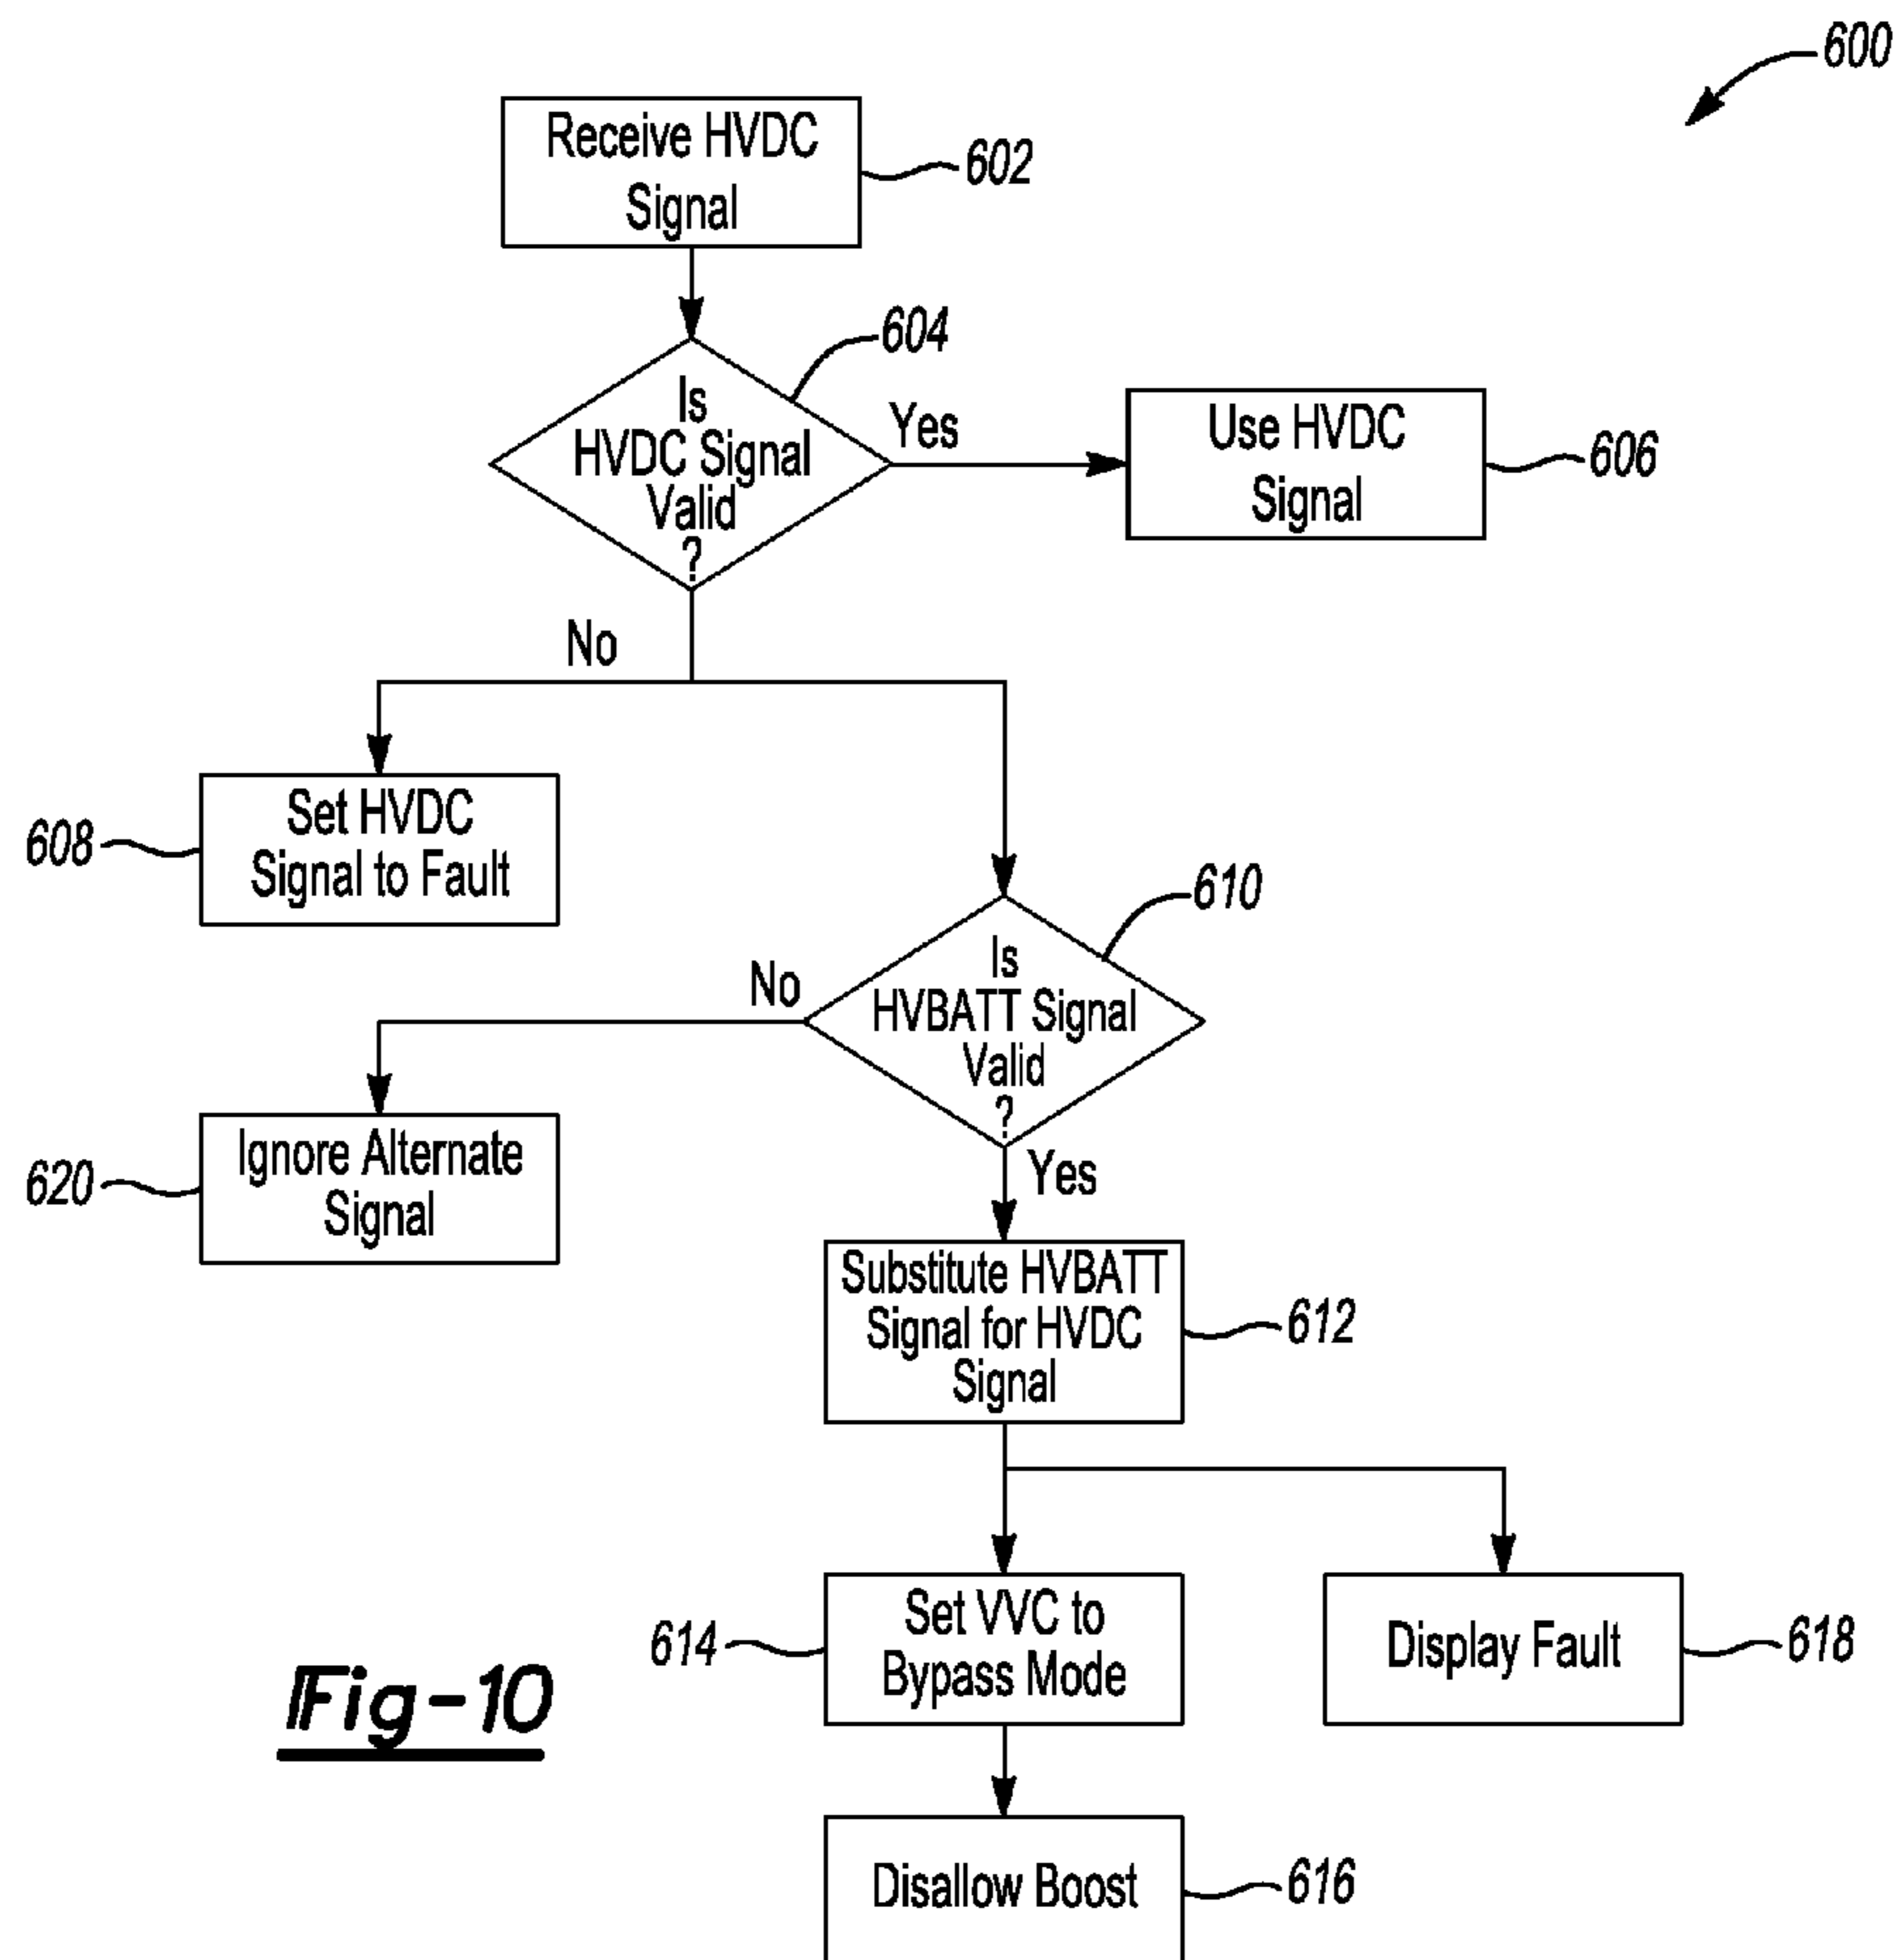 600
Receive HVDC
Signal
602
604
Is
HVDC Signal
Valid
?
Yes
Use HVDC
Signal
606
No
Set HVDC
Signal to Fault
608
610
Is
HVBATT Signal
Valid
?
No
Ignore Alternate
Signal
620
Yes
Substitute HVBATT
Signal for HVDC
Signal
612
Set VVC to
Bypass Mode
614
Display Fault
618
Disallow Boost
616
Fig-10